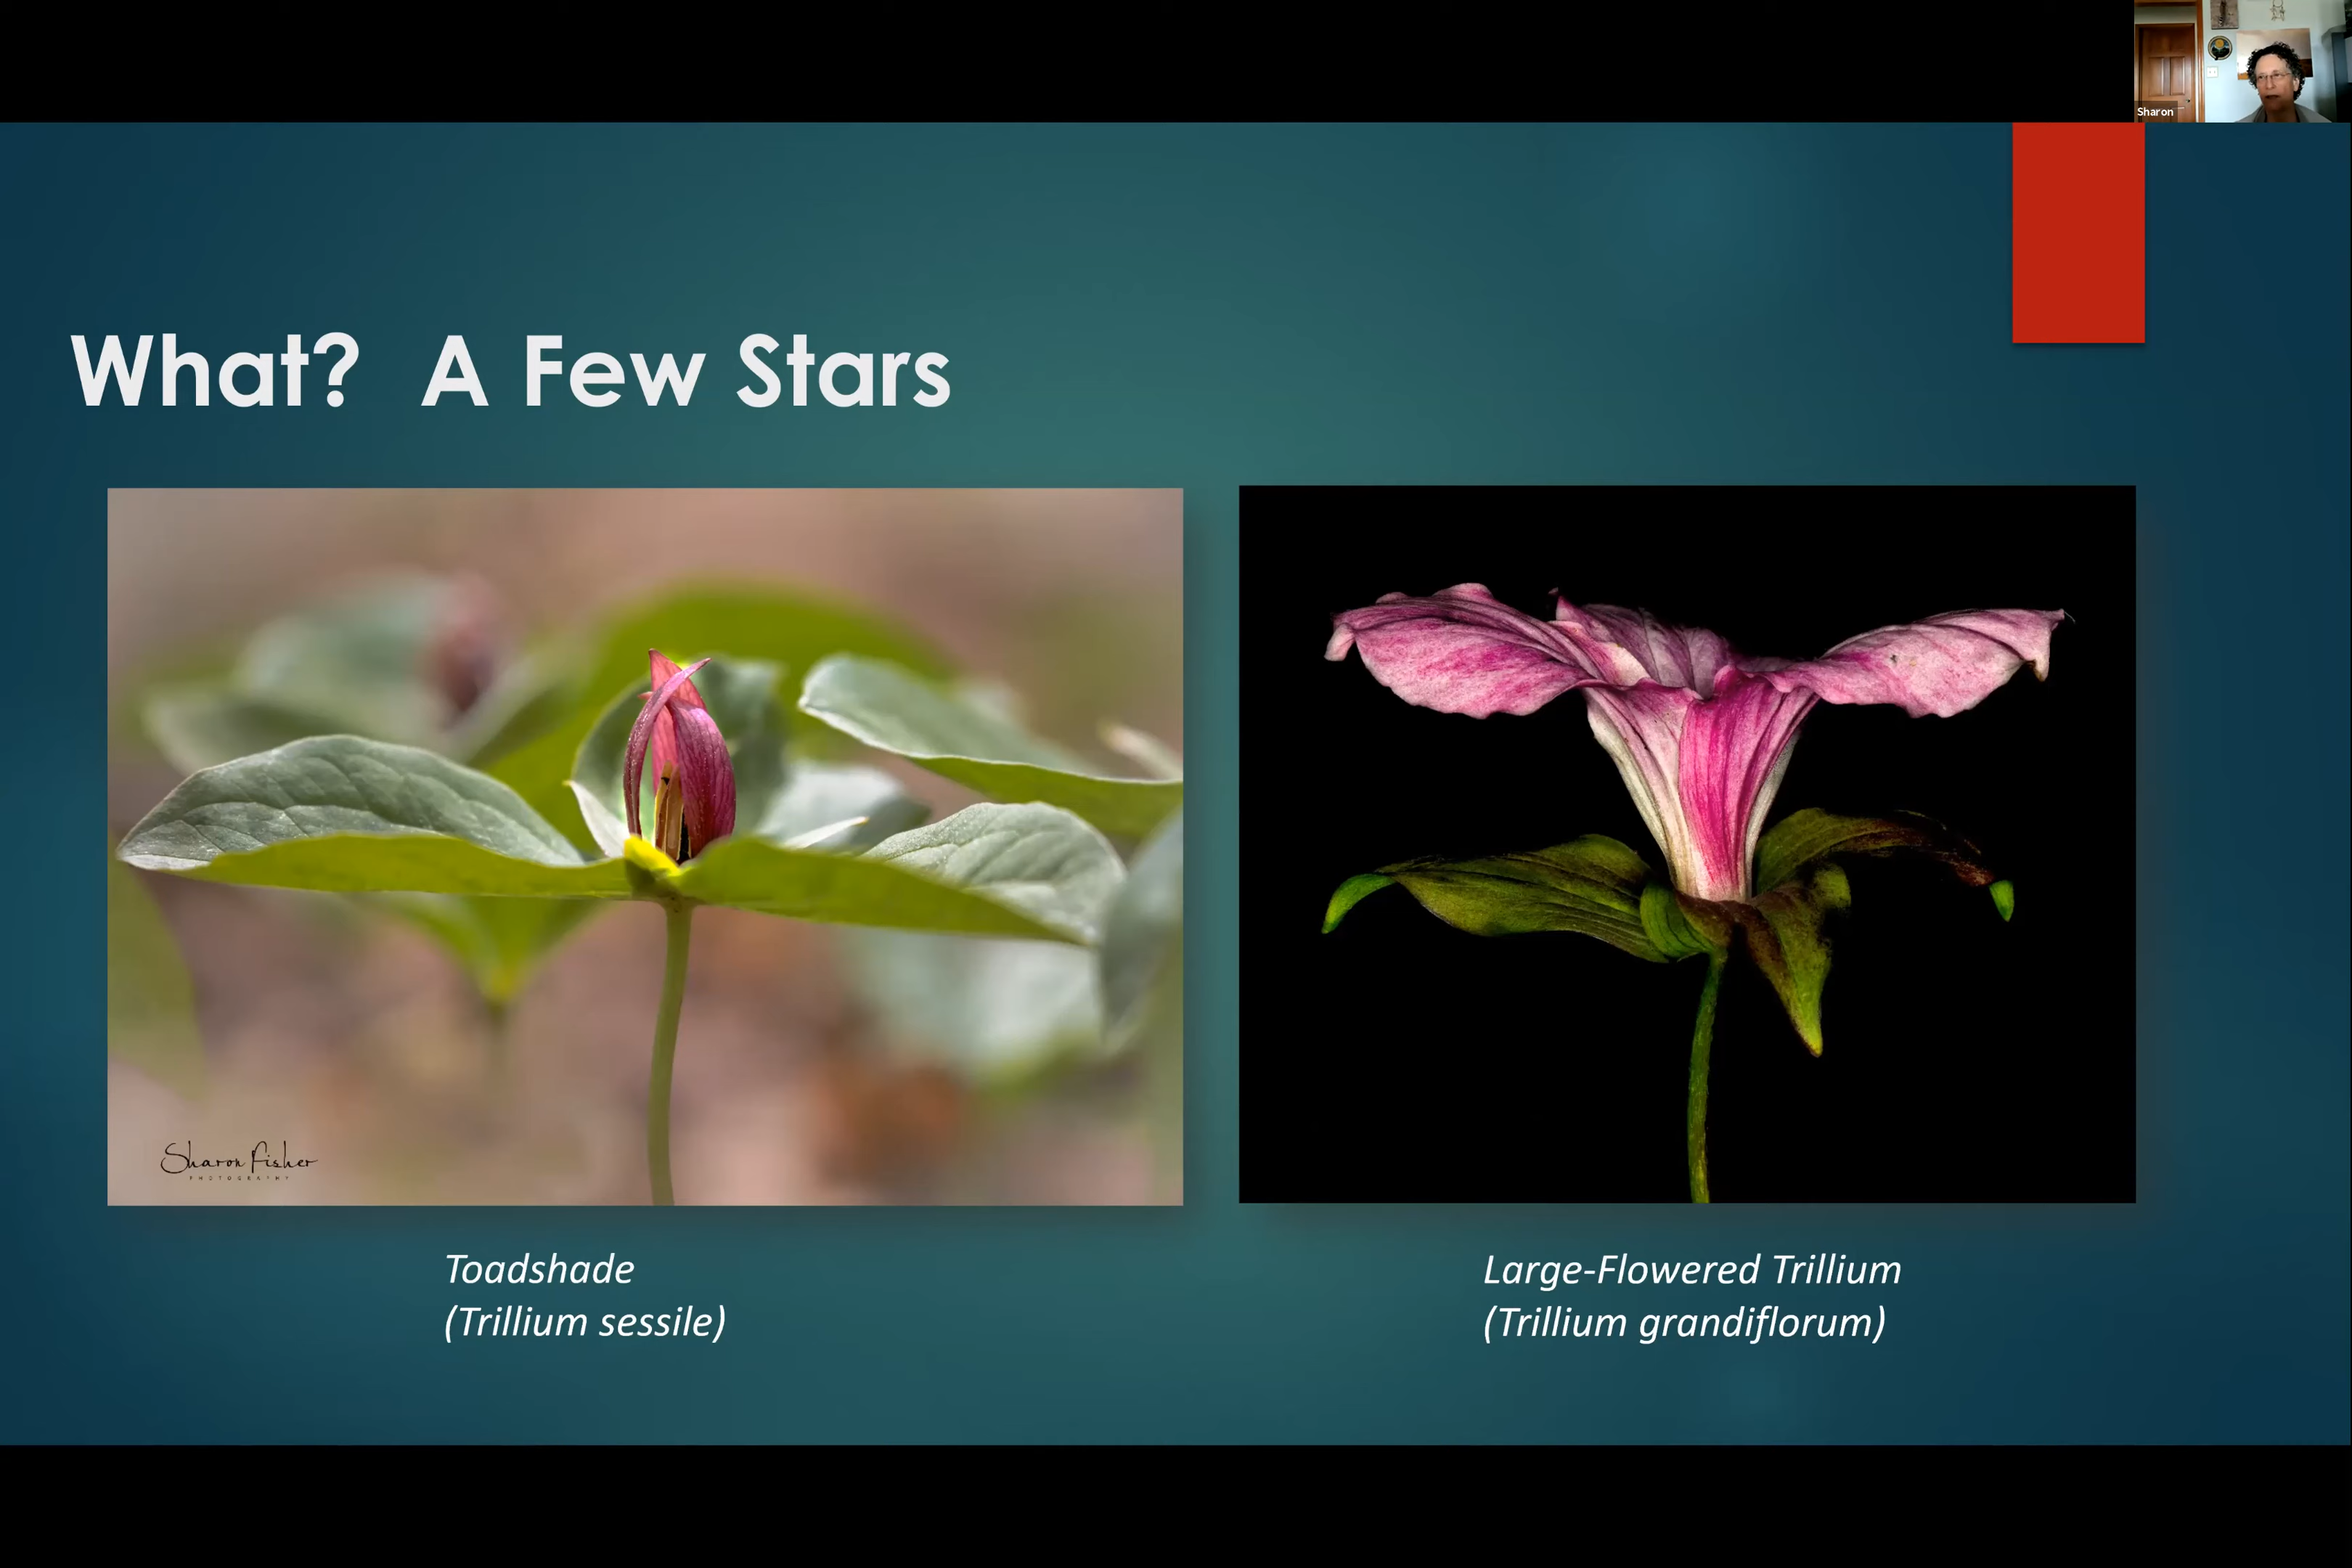 Sharon
What? A Few Stars
Sharon Fisher
PHOTOGRAPHY
Toadshade
(Trillium sessile)
Large-Flowered Trillium
(Trillium grandiflorum)